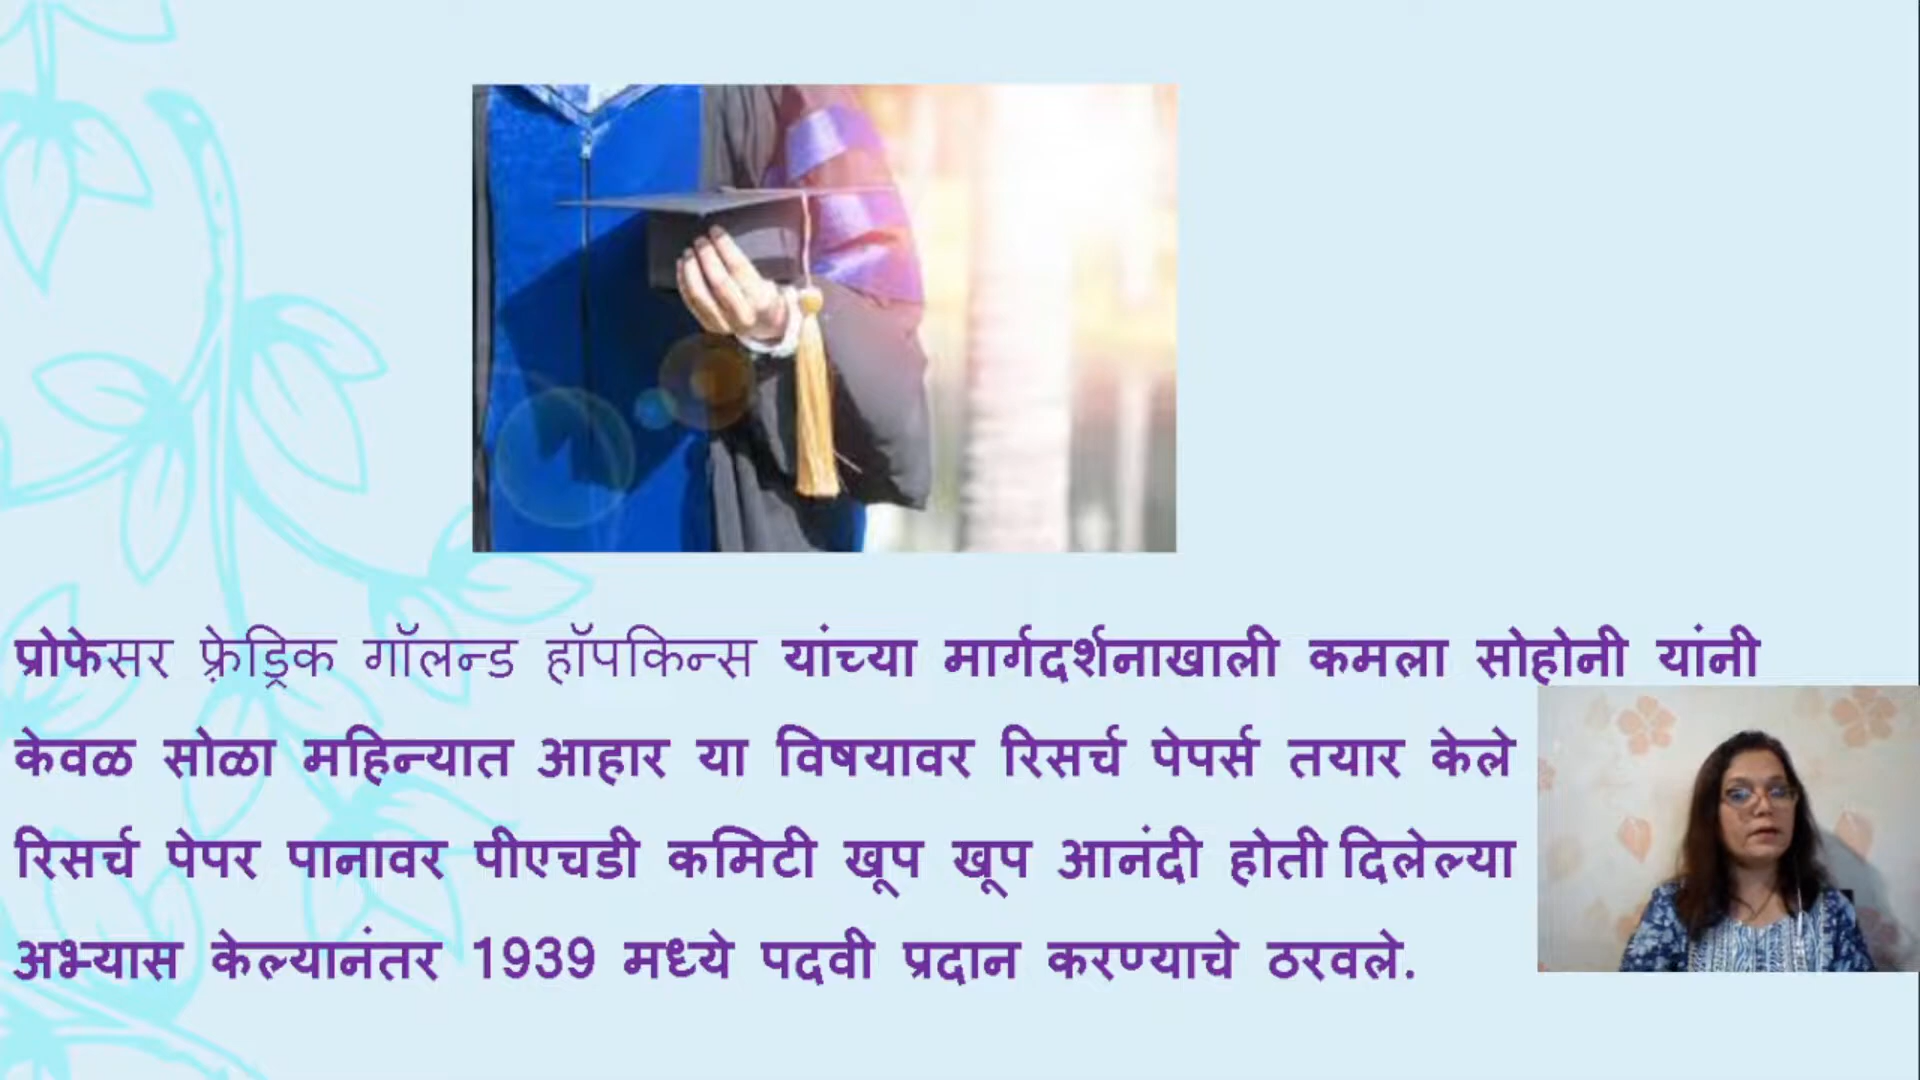 प्रोफेसर फ़्रेड्रिक गॉलन्ड हॉपकिन्स यांच्या मार्गदर्शनाखाली कमला सोहोनी यांनी
केवळ सोळा महिन्यात आहार या विषयावर रिसर्च पेपर्स तयार केले
रिसर्च पेपर पानावर पीएचडी कमिटी खूप खूप आनंदी होती दिलेल्या
अभ्यास केल्यानंतर 1939 मध्ये पदवी प्रदान करण्याचे ठरवले.